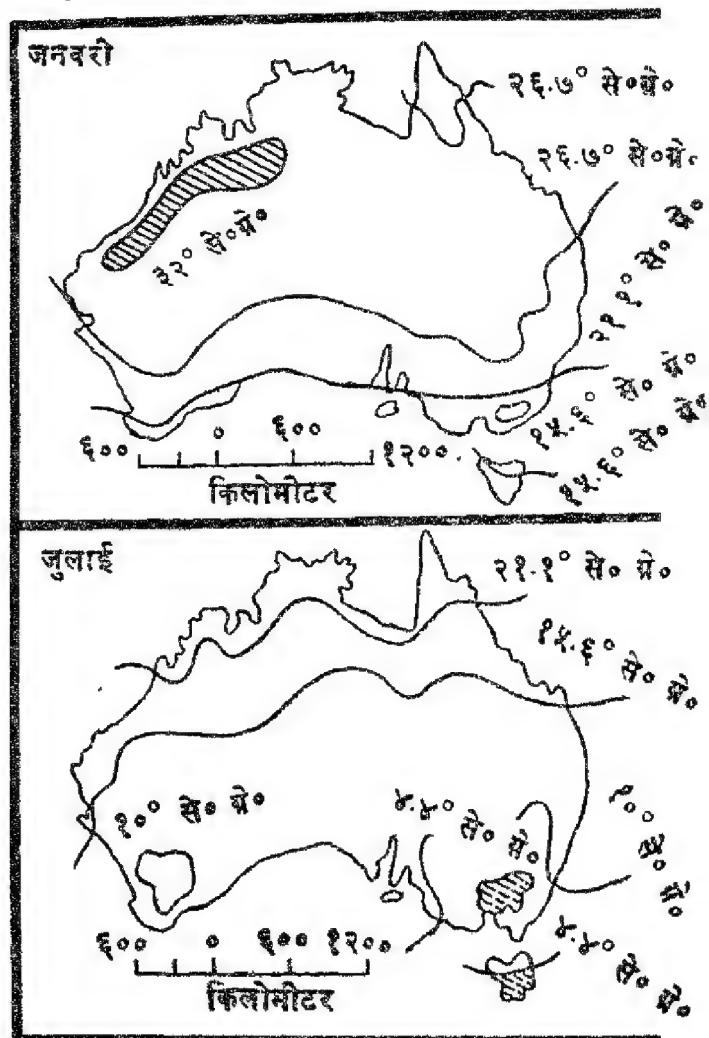 जनवरी
२६.७° से०ग्रे०
२६.७° से०ग्रे०
३२° से०ग्रे०
२१.१° से० ग्रे०
१५.६° से० ग्रे०
१५.६° से० ग्रे०
६०० ० ६०० १२००
किलोमीटर
जुलाई
२१.१° से० ग्रे०
१५.६° से० ग्रे०
१०° से० ग्रे०
४.४° से० ग्रे०
१०° से० ग्रे०
४.४० से० ग्रे०
६०० ० ६०० १२००
किलोमीटर